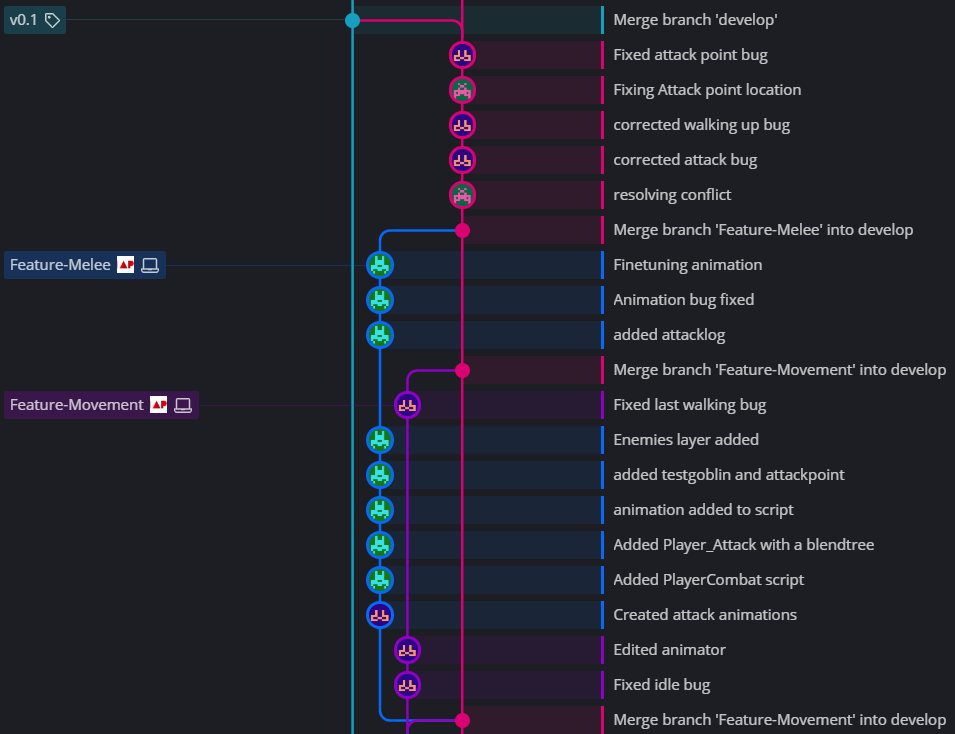 v0.1 Merge branch 'develop'
Fixed attack point bug
Fixing Attack point location
corrected walking up bug
corrected attack bug
resolving conflict
Merge branch 'Feature-Melee' into develop
Feature-Melee AP Finetuning animation
Animation bug fixed
added attacklog
Merge branch 'Feature-Movement' into develop
Feature-Movement AP Fixed last walking bug
Enemies layer added
added testgoblin and attackpoint
animation added to script
Added Player_Attack with a blendtree
Added PlayerCombat script
Created attack animations
Edited animator
Fixed idle bug
Merge branch 'Feature-Movement' into develop